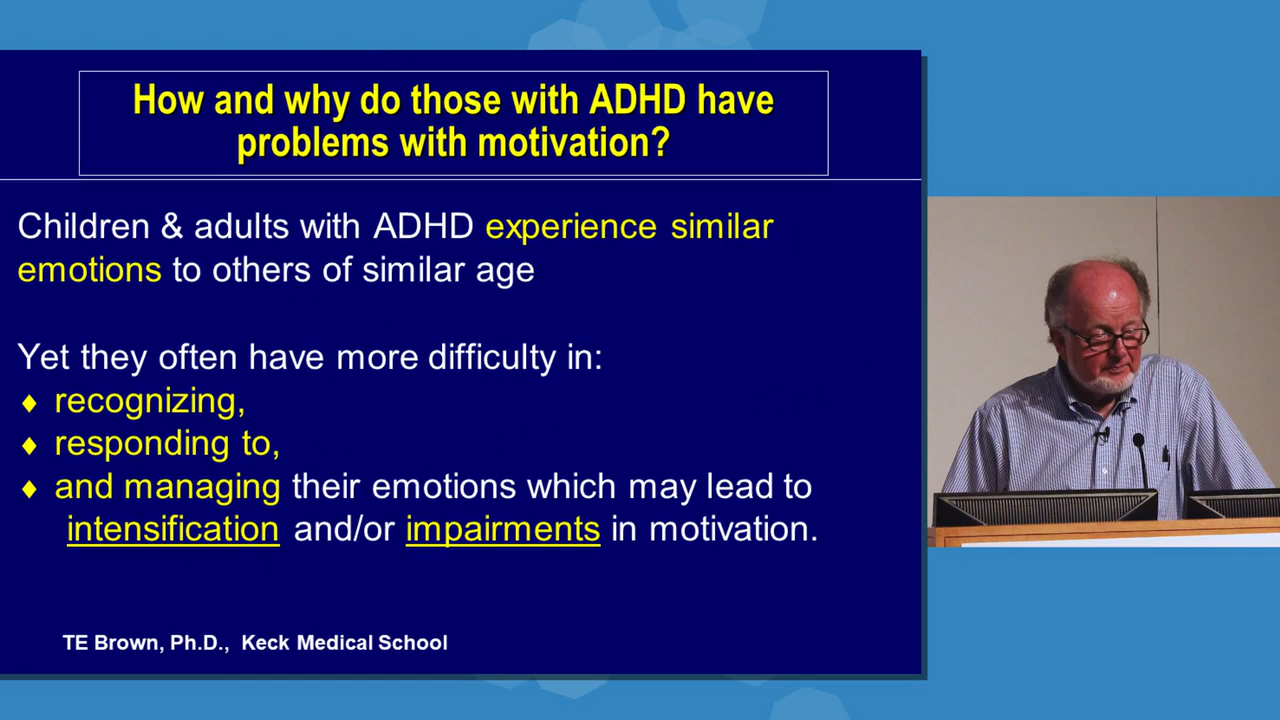 How and why do those with ADHD have
problems with motivation?
Children & adults with ADHD experience similar
emotions to others of similar age
Yet they often have more difficulty in:
♦ recognizing,
♦ responding to,
♦ and managing their emotions which may lead to
intensification and/or impairments in motivation.
TE Brown, Ph.D., Keck Medical School